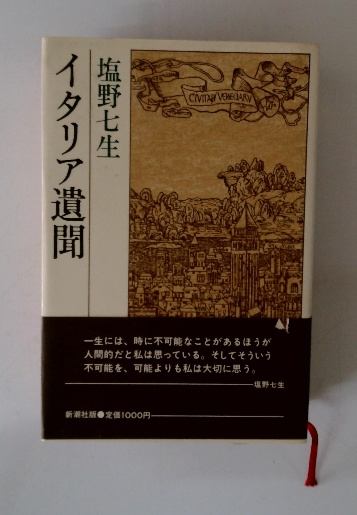 塩野七生
イタリア遺聞
一生には、時に不可能なことがあるほうが
人間的だと私は思っている。そしてそういう
不可能を、可能よりも私は大切に思う。
塩野七生
新潮社版●定価1000円